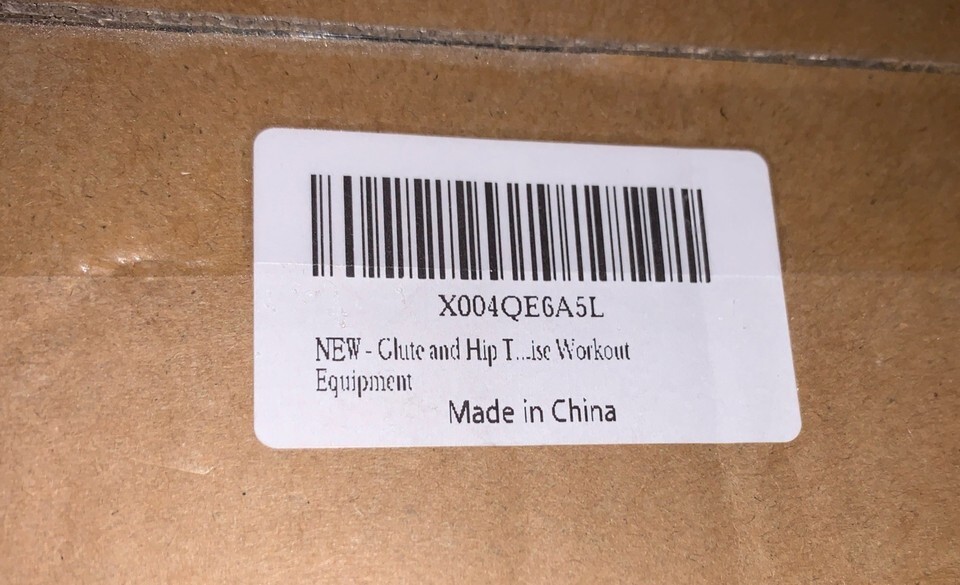 X004QE6A5L
NEW - Glute and Hip T...ise Workout
Equipment
Made in China